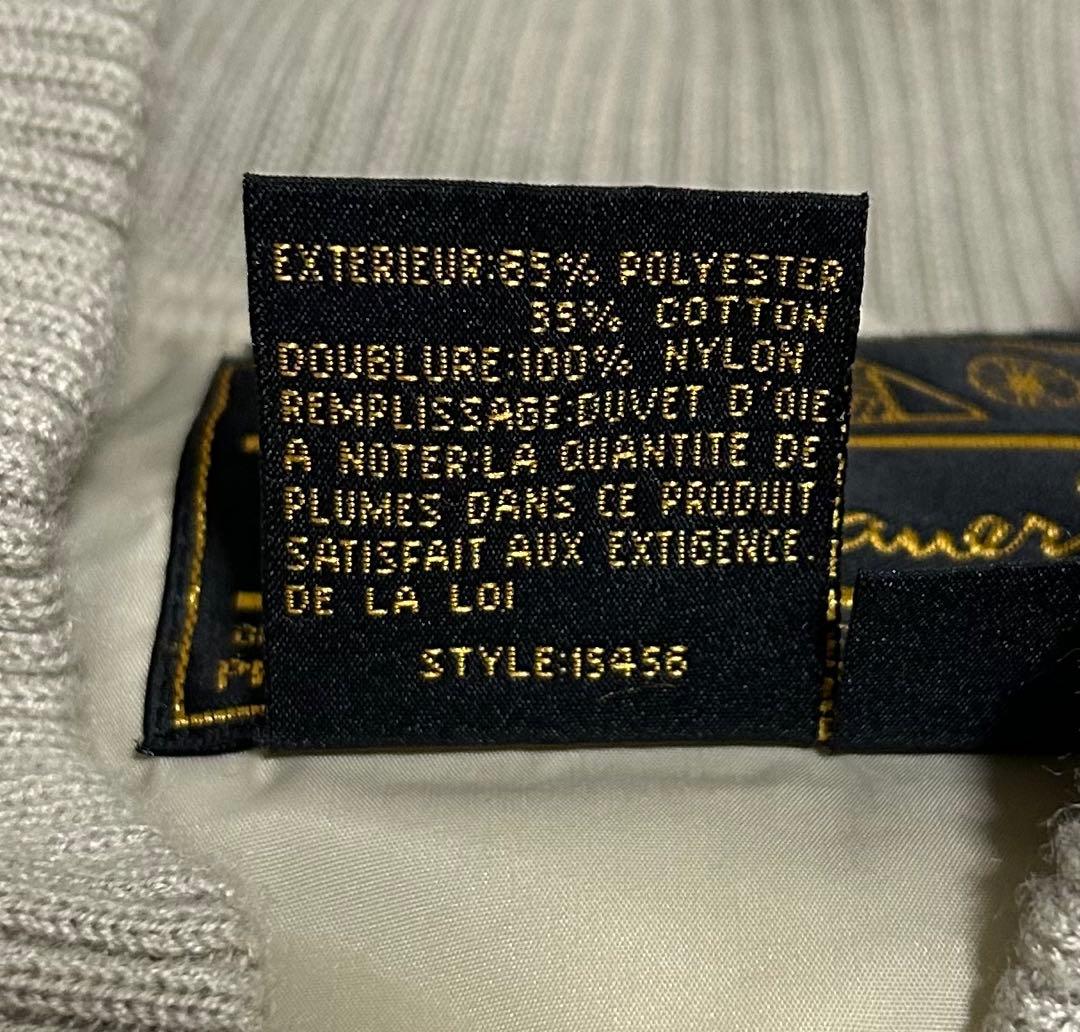 EXTERIEUR:65% POLYESTER
35% COTTON
DOUBLURE:100% NYLON
REMPLISSAGE:DUVET D'OIE
A NOTER:LA QUANTITE DE
PLUMES DANS CE PRODUIT
SATISFAIT AUX EXTIGENCE.
DE LA LOI
STYLE:15456
auer